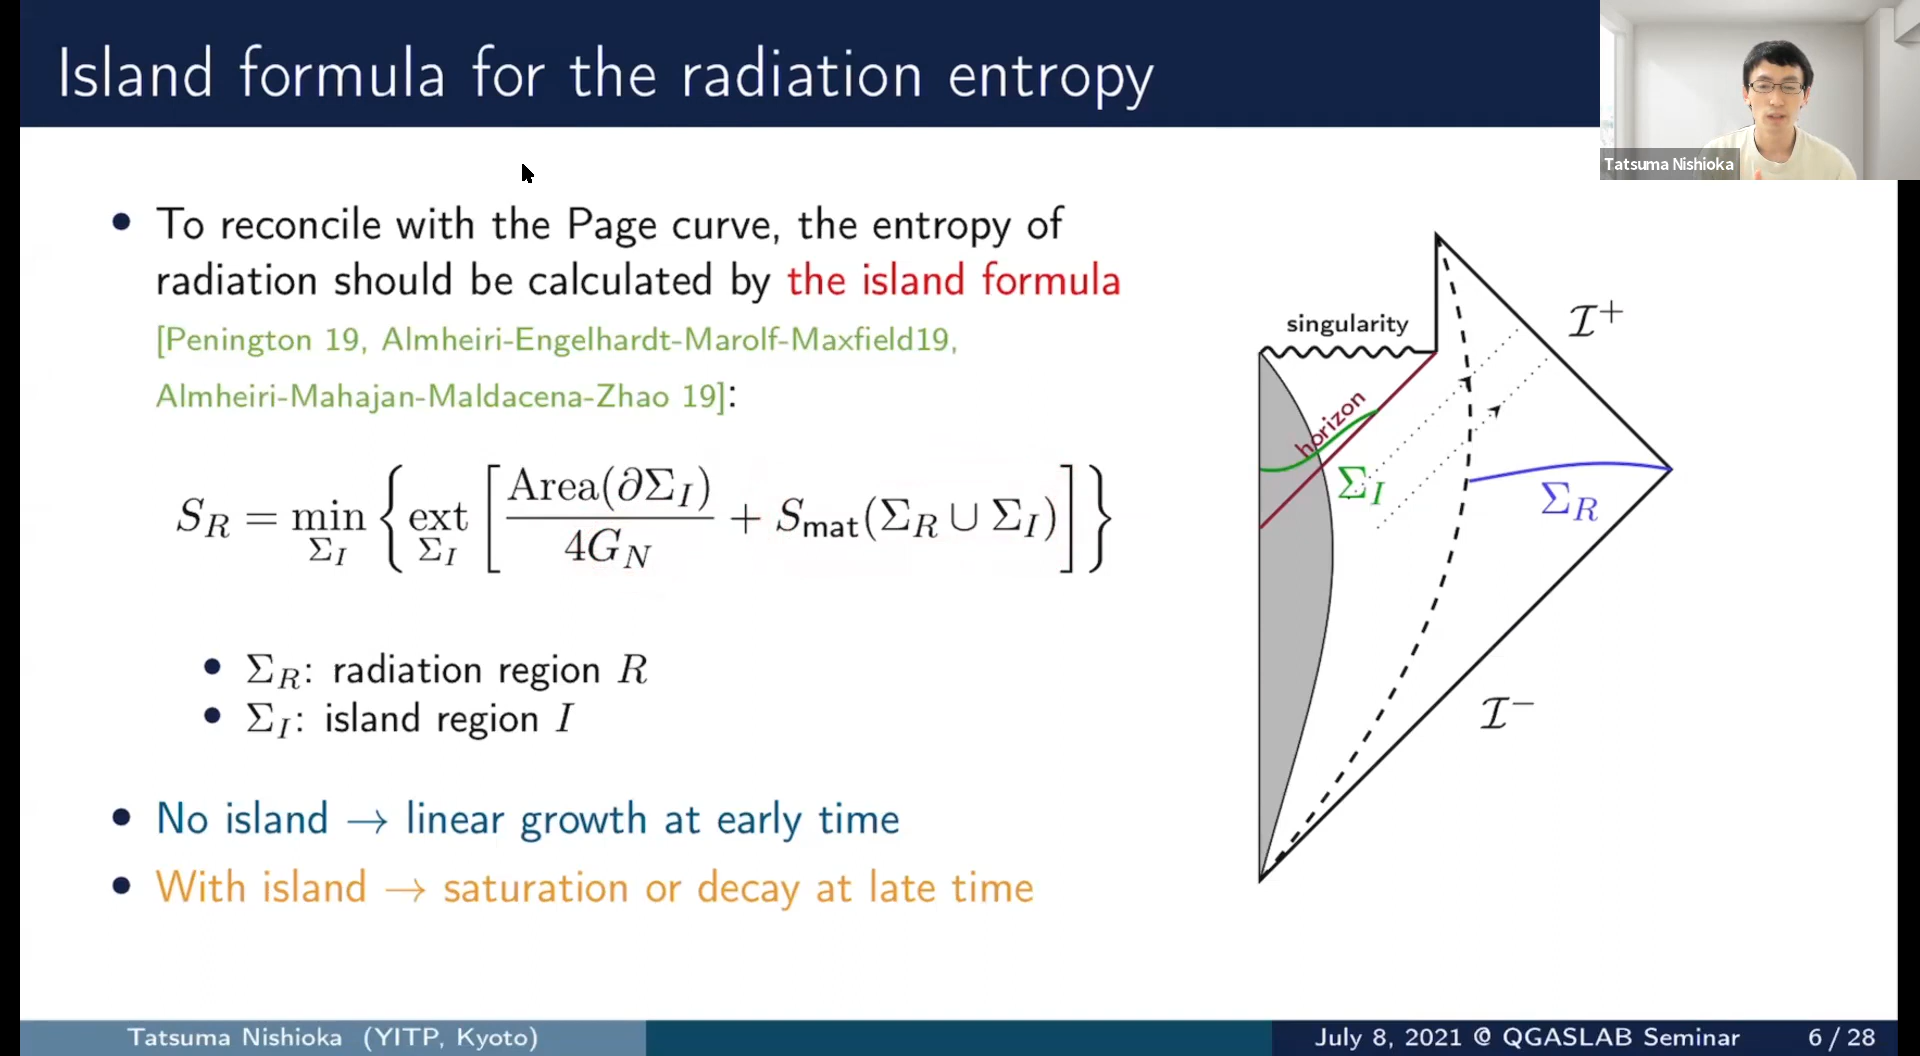 Island formula for the radiation entropy
Tatsuma Nishioka
• To reconcile with the Page curve, the entropy of
radiation should be calculated by the island formula
[Penington 19, Almheiri-Engelhardt-Marolf-Maxfield19,
Almheiri-Mahajan-Maldacena-Zhao 19]:
S_R = min_{Σ_I} { ext_{Σ_I} [ Area(∂Σ_I) / 4G_N + S_mat(Σ_R ∪ Σ_I) ] }
• Σ_R: radiation region R
• Σ_I: island region I
• No island → linear growth at early time
• With island → saturation or decay at late time
singularity
I⁺
horizon
Σ_I
Σ_R
I⁻
Tatsuma Nishioka (YITP, Kyoto)
July 8, 2021 @ QGASLAB Seminar
6 / 28